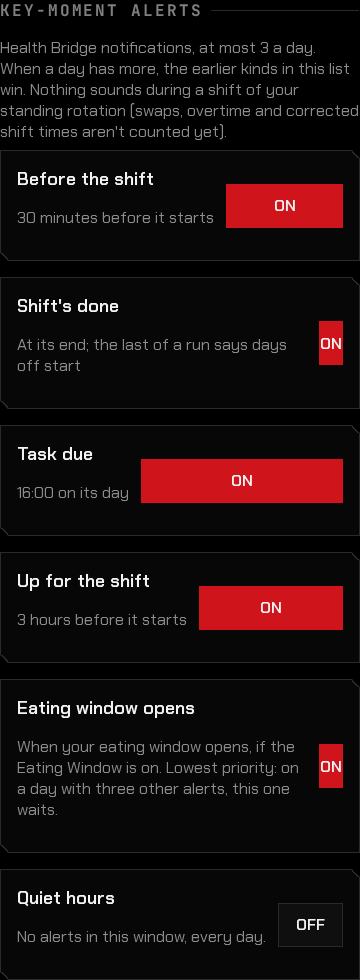 KEY-MOMENT ALERTS
Health Bridge notifications, at most 3 a day.
When a day has more, the earlier kinds in this list
win. Nothing sounds during a shift of your
standing rotation (swaps, overtime and corrected
shift times aren't counted yet).
Before the shift
30 minutes before it starts
ON
Shift's done
At its end; the last of a run says days
off start
ON
Task due
16:00 on its day
ON
Up for the shift
3 hours before it starts
ON
Eating window opens
When your eating window opens, if the
Eating Window is on. Lowest priority: on
a day with three other alerts, this one
waits.
ON
Quiet hours
No alerts in this window, every day.
OFF